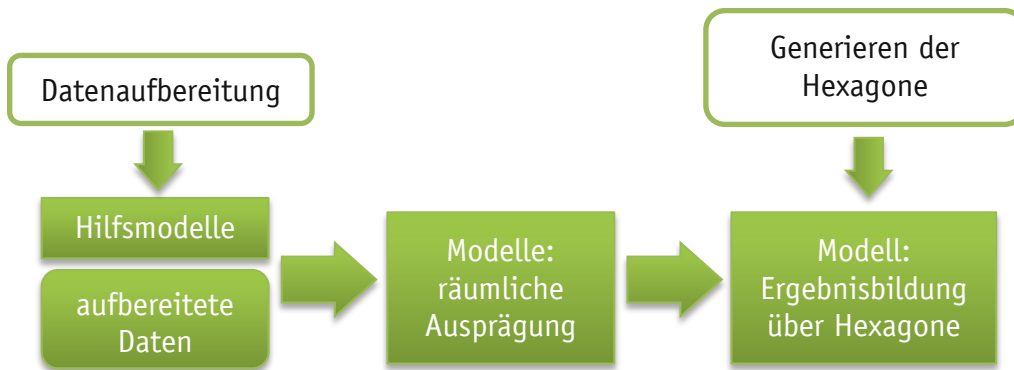 Datenaufbereitung
Generieren der
Hexagone
Hilfsmodelle
aufbereitete
Daten
Modelle:
räumliche
Ausprägung
Modell:
Ergebnisbildung
über Hexagone